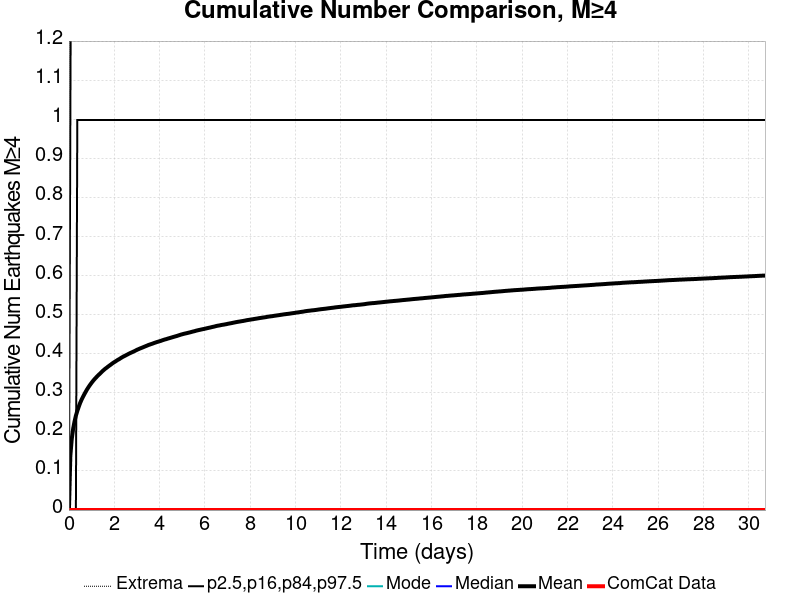 Cumulative Number Comparison, M≥4
Cumulative Num Earthquakes M≥4
1.2
1.1
1
0.9
0.8
0.7
0.6
0.5
0.4
0.3
0.2
0.1
0
0 2 4 6 8 10 12 14 16 18 20 22 24 26 28 30
Time (days)
Extrema p2.5,p16,p84,p97.5 Mode Median Mean ComCat Data